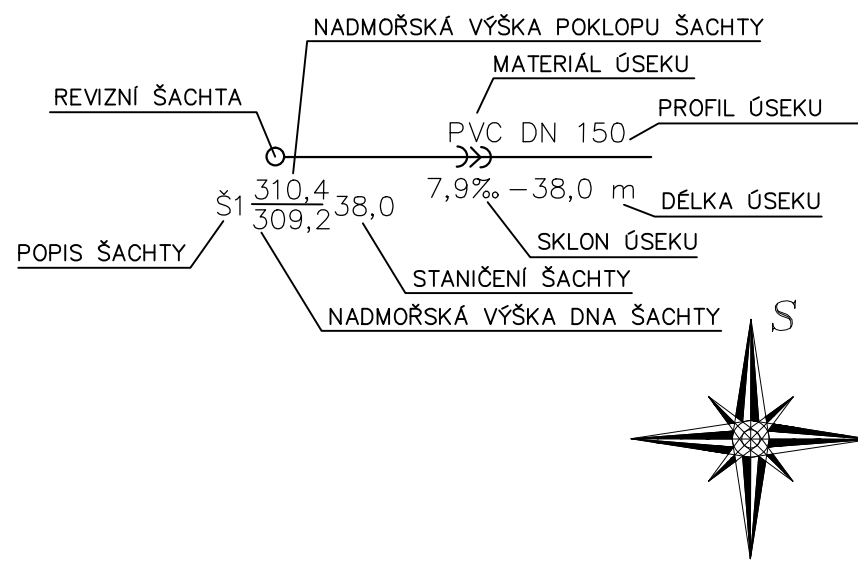 NADMOŘSKÁ VÝŠKA POKLOPU ŠACHTY
MATERIÁL ÚSEKU
REVIZNÍ ŠACHTA
PROFIL ÚSEKU
PVC DN 150
Š1 310,4 38,0
309,2
7,9‰ –38,0 m
DÉLKA ÚSEKU
POPIS ŠACHTY
SKLON ÚSEKU
STANIČENÍ ŠACHTY
NADMOŘSKÁ VÝŠKA DNA ŠACHTY
S